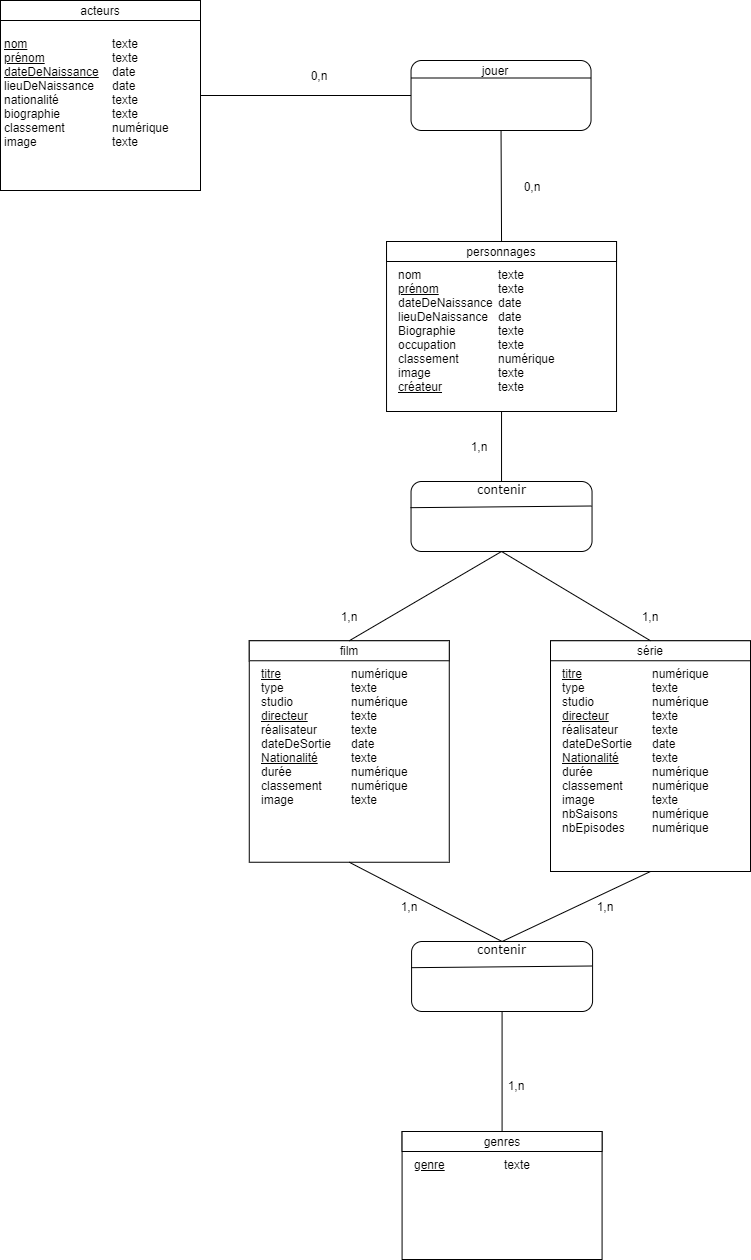 acteurs
nom texte
prénom texte
dateDeNaissance date
lieuDeNaissance date
nationalité texte
biographie texte
classement numérique
image texte
0,n
jouer
0,n
personnages
nom texte
prénom texte
dateDeNaissance date
lieuDeNaissance date
Biographie texte
occupation texte
classement numérique
image texte
créateur texte
1,n
contenir
1,n
1,n
film
titre numérique
type texte
studio numérique
directeur texte
réalisateur texte
dateDeSortie date
Nationalité texte
durée numérique
classement numérique
image texte
série
titre numérique
type texte
studio numérique
directeur texte
réalisateur texte
dateDeSortie date
Nationalité texte
durée numérique
classement numérique
image texte
nbSaisons numérique
nbEpisodes numérique
1,n
1,n
contenir
1,n
genres
genre texte